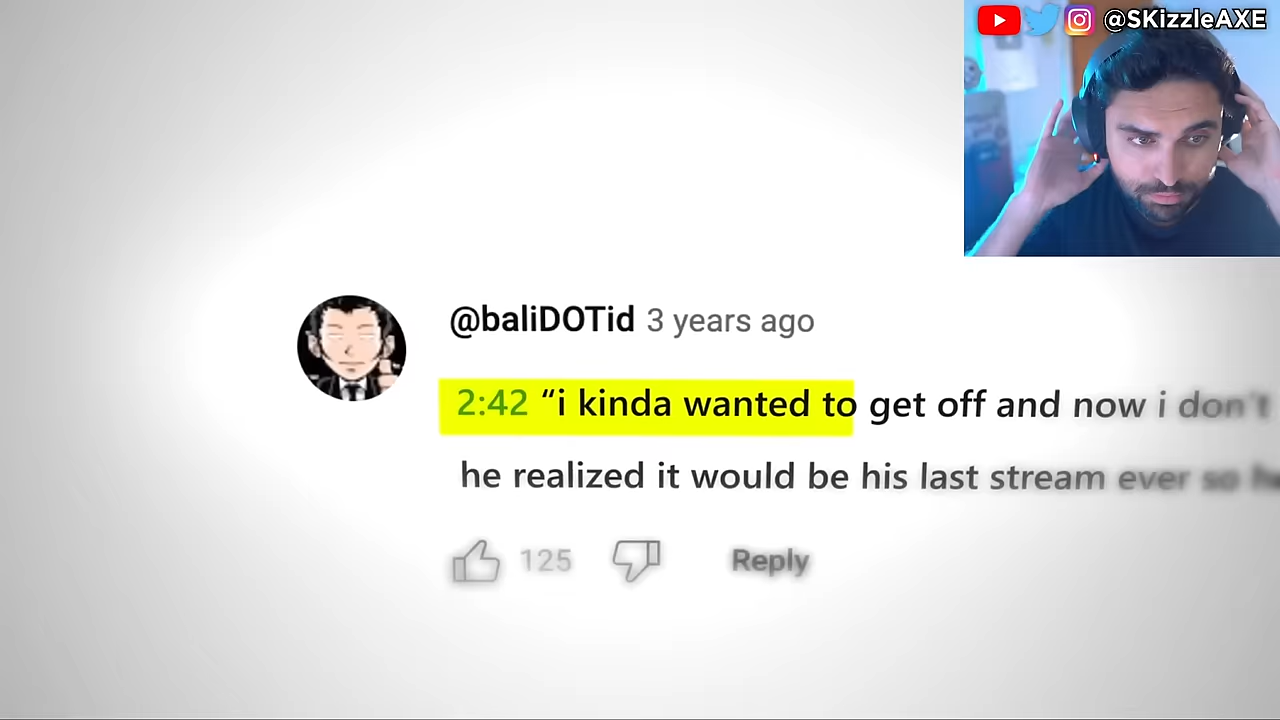 @SKizzleAXE
@baliDOTid 3 years ago
2:42 “i kinda wanted to get off and now i don't
he realized it would be his last stream ever so
125 Reply